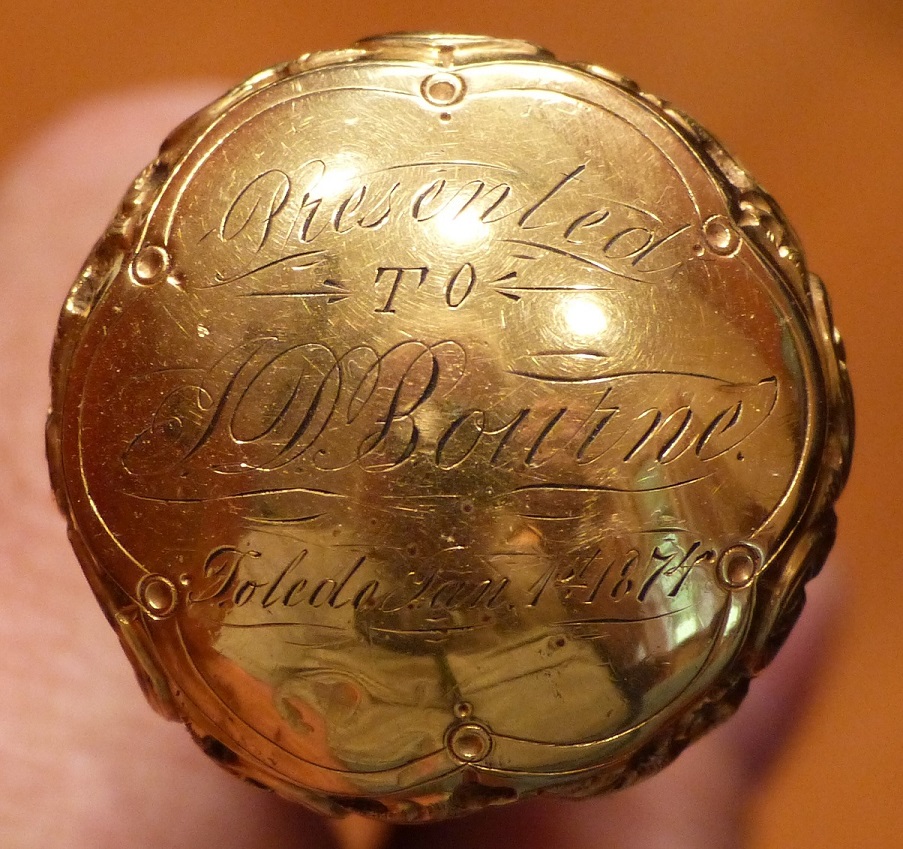 Presented
TO
J.D. Bourne.
Toledo Jan. 1st 1874